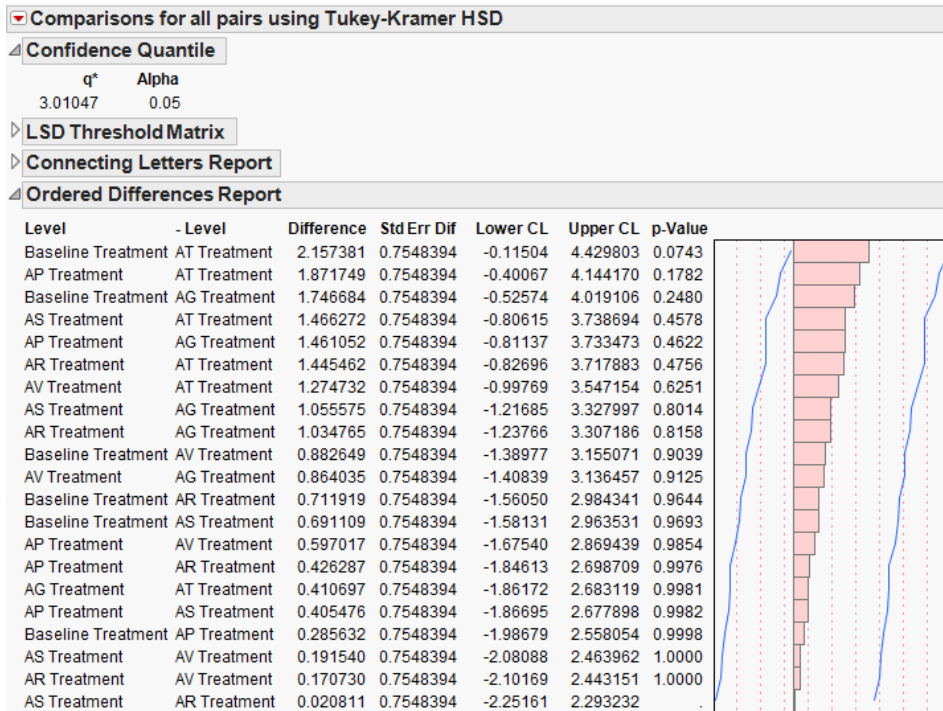 Comparisons for all pairs using Tukey-Kramer HSD
Confidence Quantile
q* Alpha
3.01047 0.05
LSD Threshold Matrix
Connecting Letters Report
Ordered Differences Report
Level - Level Difference Std Err Dif Lower CL Upper CL p-Value
Baseline Treatment AT Treatment 2.157381 0.7548394 -0.11504 4.429803 0.0743
AP Treatment AT Treatment 1.871749 0.7548394 -0.40067 4.144170 0.1782
Baseline Treatment AG Treatment 1.746684 0.7548394 -0.52574 4.019106 0.2480
AS Treatment AT Treatment 1.466272 0.7548394 -0.80615 3.738694 0.4578
AP Treatment AG Treatment 1.461052 0.7548394 -0.81137 3.733473 0.4622
AR Treatment AT Treatment 1.445462 0.7548394 -0.82696 3.717883 0.4756
AV Treatment AT Treatment 1.274732 0.7548394 -0.99769 3.547154 0.6251
AS Treatment AG Treatment 1.055575 0.7548394 -1.21685 3.327997 0.8014
AR Treatment AG Treatment 1.034765 0.7548394 -1.23766 3.307186 0.8158
Baseline Treatment AV Treatment 0.882649 0.7548394 -1.38977 3.155071 0.9039
AV Treatment AG Treatment 0.864035 0.7548394 -1.40839 3.136457 0.9125
Baseline Treatment AR Treatment 0.711919 0.7548394 -1.56050 2.984341 0.9644
Baseline Treatment AS Treatment 0.691109 0.7548394 -1.58131 2.963531 0.9693
AP Treatment AV Treatment 0.597017 0.7548394 -1.67540 2.869439 0.9854
AP Treatment AR Treatment 0.426287 0.7548394 -1.84613 2.698709 0.9976
AG Treatment AT Treatment 0.410697 0.7548394 -1.86172 2.683119 0.9981
AP Treatment AS Treatment 0.405476 0.7548394 -1.86695 2.677898 0.9982
Baseline Treatment AP Treatment 0.285632 0.7548394 -1.98679 2.558054 0.9998
AS Treatment AV Treatment 0.191540 0.7548394 -2.08088 2.463962 1.0000
AR Treatment AV Treatment 0.170730 0.7548394 -2.10169 2.443151 1.0000
AS Treatment AR Treatment 0.020811 0.7548394 -2.25161 2.293232 .